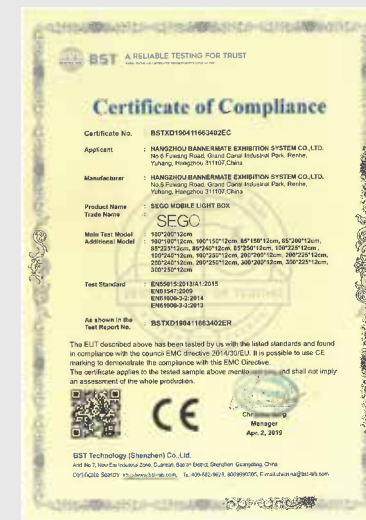 BST A RELIABLE TESTING FOR TRUST
Certificate of Compliance
Certificate No. BSTXD190411663402EC
Applicant : HANGZHOU BANNERMATE EXHIBITION SYSTEM CO.,LTD.
No.5 Fuwang Road, Grand Canal Industrial Park, Renhe,
Yuhang, Hangzhou 311107,China
Manufacturer : HANGZHOU BANNERMATE EXHIBITION SYSTEM CO.,LTD.
No.5 Fuwang Road, Grand Canal Industrial Park, Renhe,
Yuhang, Hangzhou 311107,China
Product Name : SEGO MOBILE LIGHT BOX
Trade Name :
SEGO
Main Test Model : 100*200*12cm
Additional Model : 100*100*12cm, 100*150*12cm, 85*150*12cm, 85*200*12cm,
85*225*12cm, 85*240*12cm, 85*250*12cm, 100*225*12cm,
100*240*12cm, 100*250*12cm, 200*200*12cm, 200*225*12cm,
200*240*12cm, 200*250*12cm, 300*200*12cm, 300*225*12cm,
300*250*12cm
Test Standard : EN55015:2013/A1:2015
EN61547:2009
EN61000-3-2:2014
EN61000-3-3:2013
As shown in the
Test Report No. : BSTXD190411663402ER
The EUT described above has been tested by us with the listed standards and found
in compliance with the council EMC directive 2014/30/EU. It is possible to use CE
marking to demonstrate the compliance with this EMC Directive.
The certificate applies to the tested sample above and shall not imply
an assessment of the whole production.
CE
Manager
Apr. 2, 2019
BST Technology (Shenzhen) Co.,Ltd.